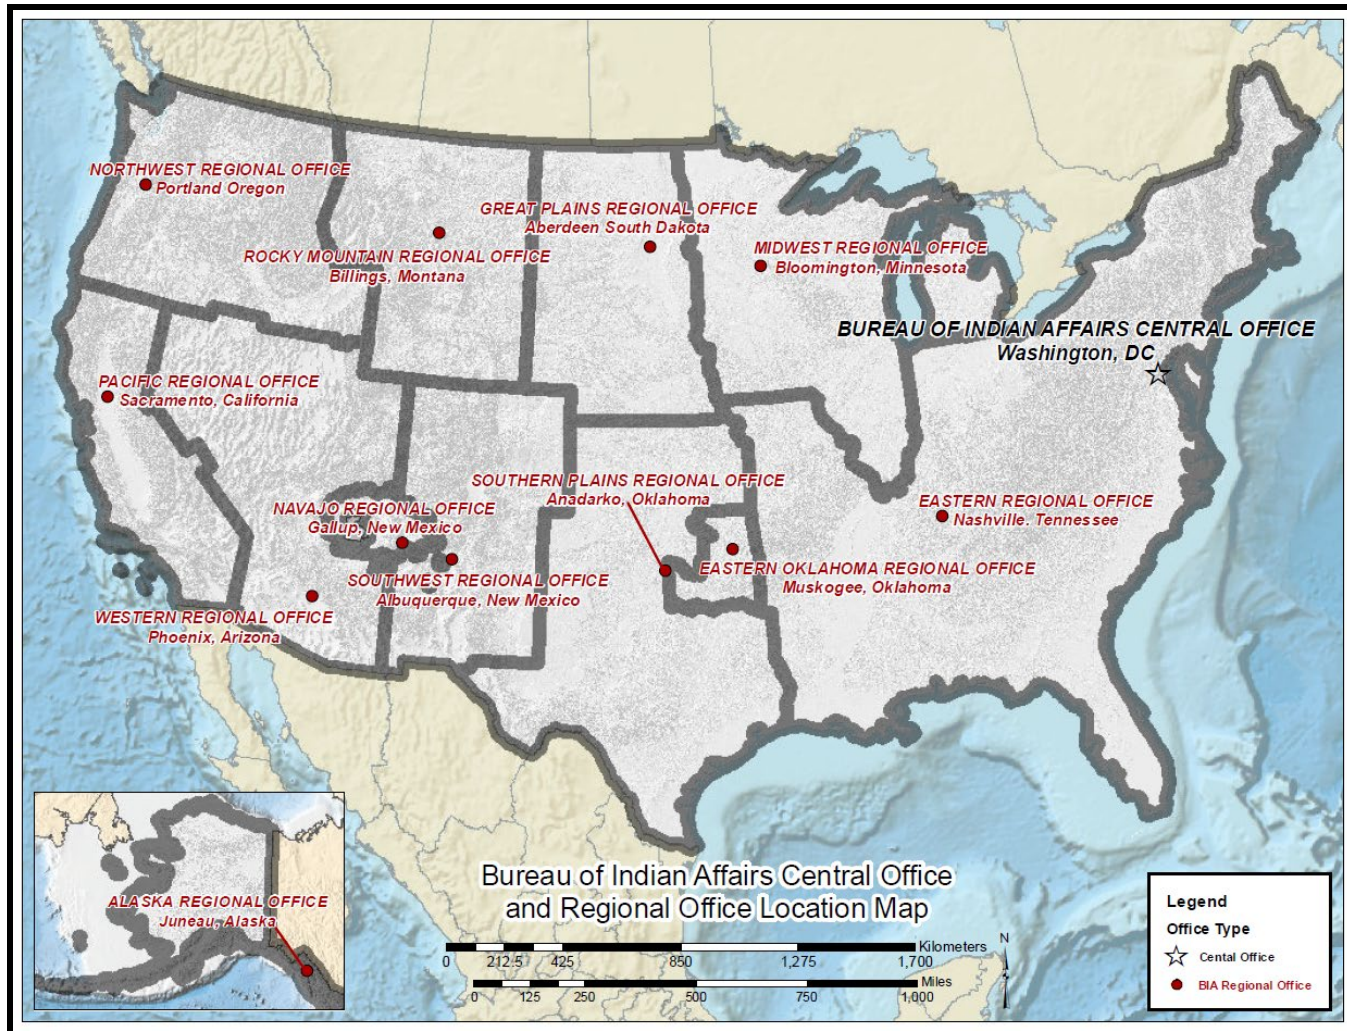 NORTHWEST REGIONAL OFFICE
Portland Oregon
GREAT PLAINS REGIONAL OFFICE
Aberdeen South Dakota
ROCKY MOUNTAIN REGIONAL OFFICE
Billings, Montana
MIDWEST REGIONAL OFFICE
Bloomington, Minnesota
BUREAU OF INDIAN AFFAIRS CENTRAL OFFICE
Washington, DC
PACIFIC REGIONAL OFFICE
Sacramento, California
SOUTHERN PLAINS REGIONAL OFFICE
Anadarko, Oklahoma
NAVAJO REGIONAL OFFICE
Gallup, New Mexico
EASTERN REGIONAL OFFICE
Nashville. Tennessee
SOUTHWEST REGIONAL OFFICE
Albuquerque, New Mexico
EASTERN OKLAHOMA REGIONAL OFFICE
Muskogee, Oklahoma
WESTERN REGIONAL OFFICE
Phoenix, Arizona
ALASKA REGIONAL OFFICE
Juneau, Alaska
Bureau of Indian Affairs Central Office
and Regional Office Location Map
Kilometers
0 212.5 425 850 1,275 1,700
Miles
0 125 250 500 750 1,000
N
Legend
Office Type
Cental Office
BIA Regional Office